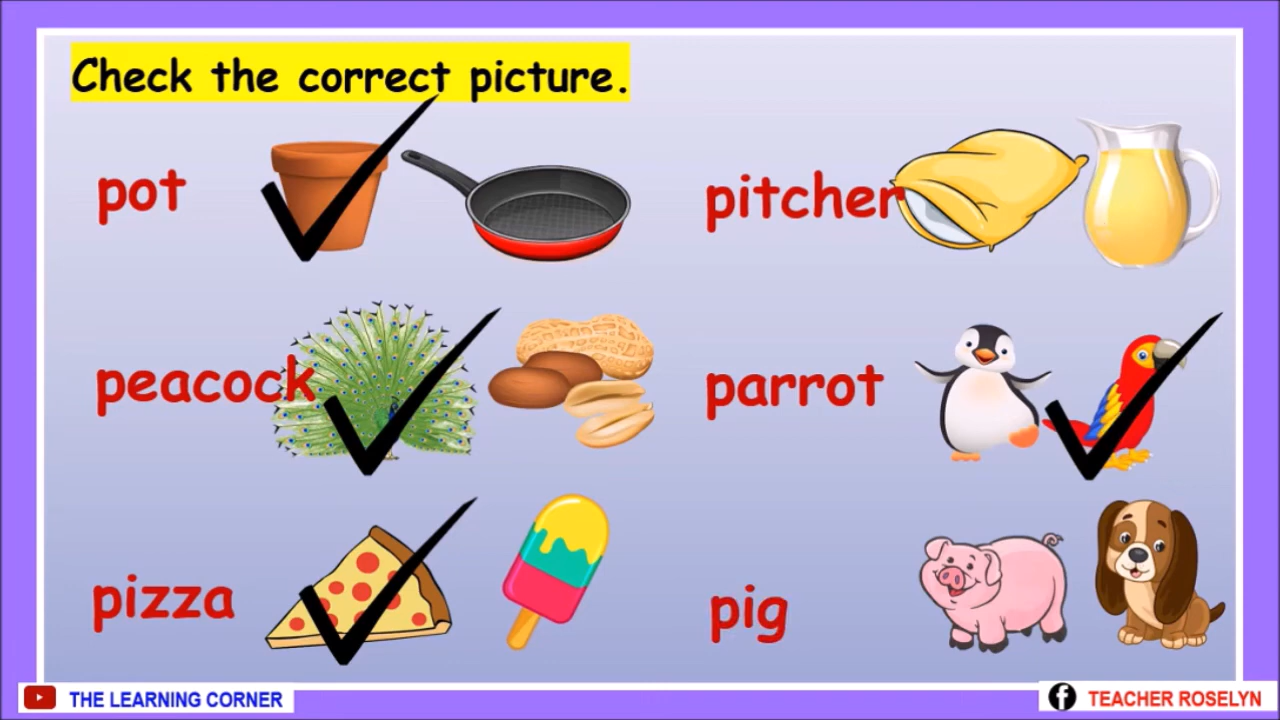 Check the correct picture.
pot
pitcher
peacock
parrot
pizza
pig
THE LEARNING CORNER
TEACHER ROSELYN